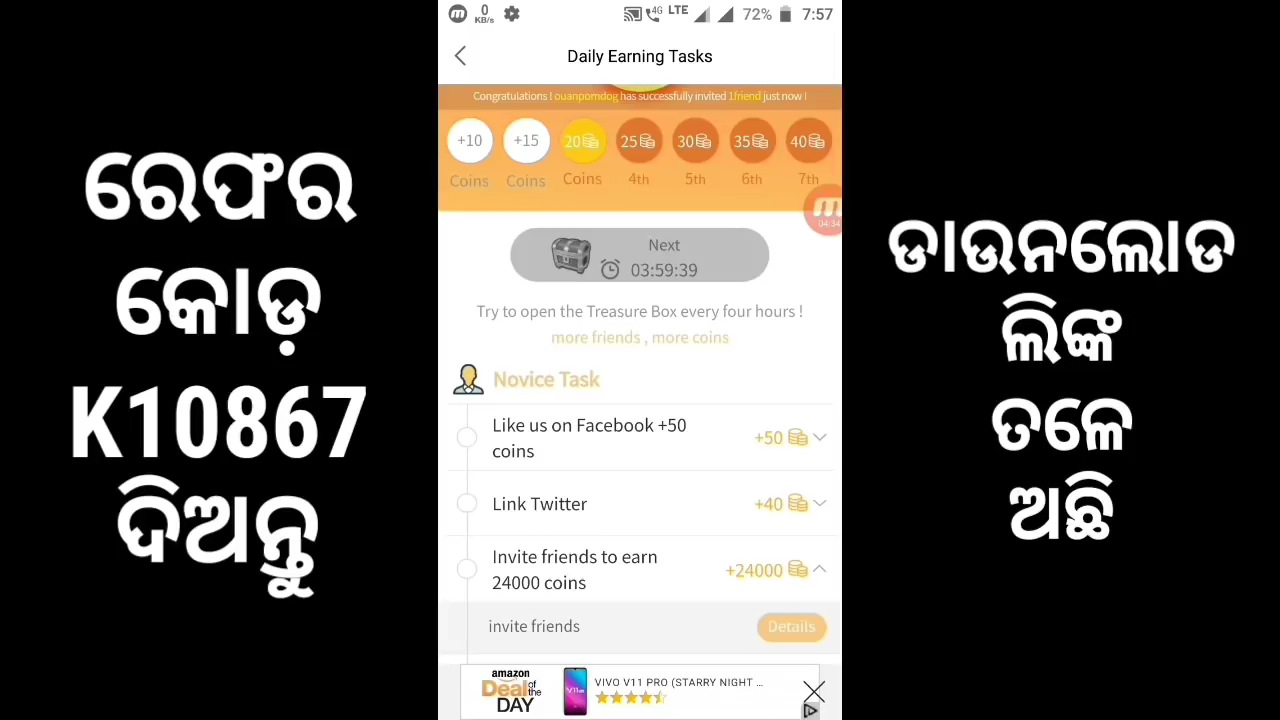 ରେଫର
କୋଡ଼
K10867
ଦିଅନ୍ତୁ
0
KB/s
4G
LTE
72%
7:57
Daily Earning Tasks
Congratulations ! ouanpomdog has successfully invited 1friend just now !
+10
+15
20
25
30
35
40
Coins
Coins
Coins
4th
5th
6th
7th
04:34
Next
03:59:39
Try to open the Treasure Box every four hours !
more friends , more coins
Novice Task
Like us on Facebook +50
coins
+50
Link Twitter
+40
Invite friends to earn
24000 coins
+24000
invite friends
Details
amazon
Deal of the
DAY
VIVO V11 PRO (STARRY NIGHT ...
ଡାଉନଲୋଡ
ଲିଙ୍କ
ତଳେ
ଅଛି